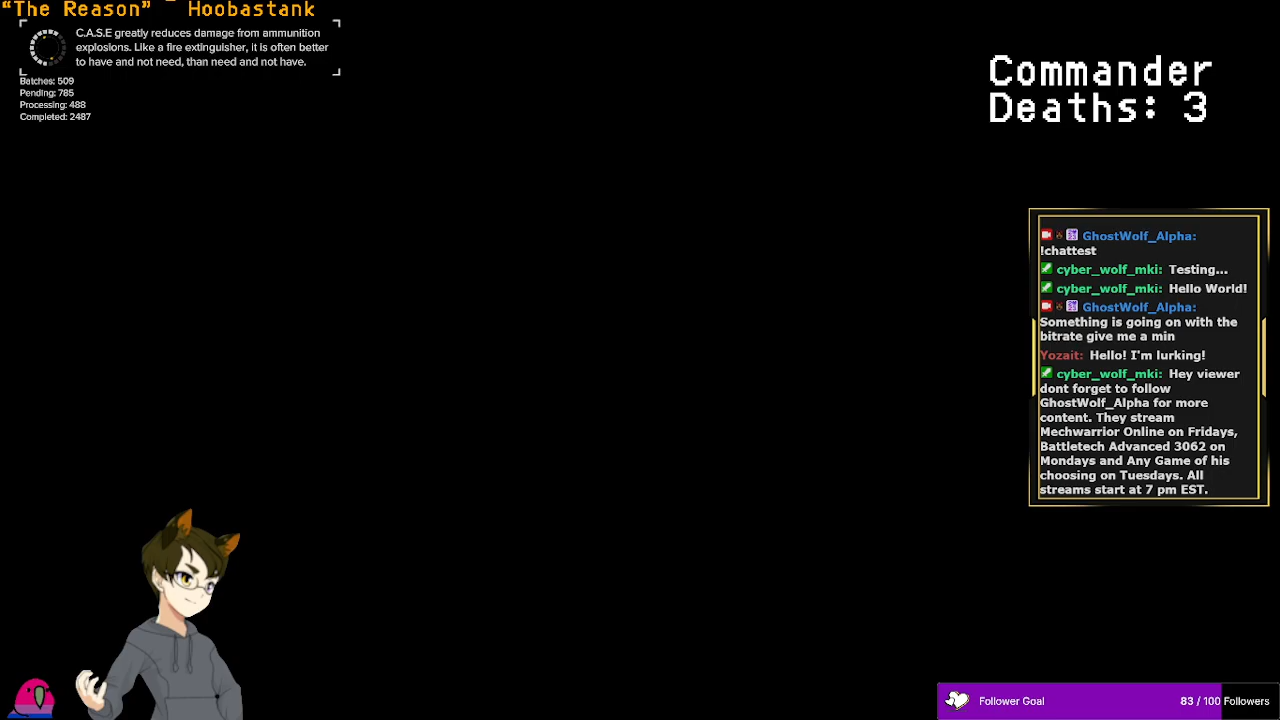 “The Reason” ~ Hoobastank
C.A.S.E greatly reduces damage from ammunition
explosions. Like a fire extinguisher, it is often better
to have and not need, than need and not have.
Batches: 509
Pending: 785
Processing: 488
Completed: 2487
Commander
Deaths: 3
GhostWolf_Alpha:
!chattest
cyber_wolf_mki: Testing...
cyber_wolf_mki: Hello World!
GhostWolf_Alpha:
Something is going on with the
bitrate give me a min
Yozait: Hello! I'm lurking!
cyber_wolf_mki: Hey viewer
dont forget to follow
GhostWolf_Alpha for more
content. They stream
Mechwarrior Online on Fridays,
Battletech Advanced 3062 on
Mondays and Any Game of his
choosing on Tuesdays. All
streams start at 7 pm EST.
Follower Goal 83 / 100 Followers